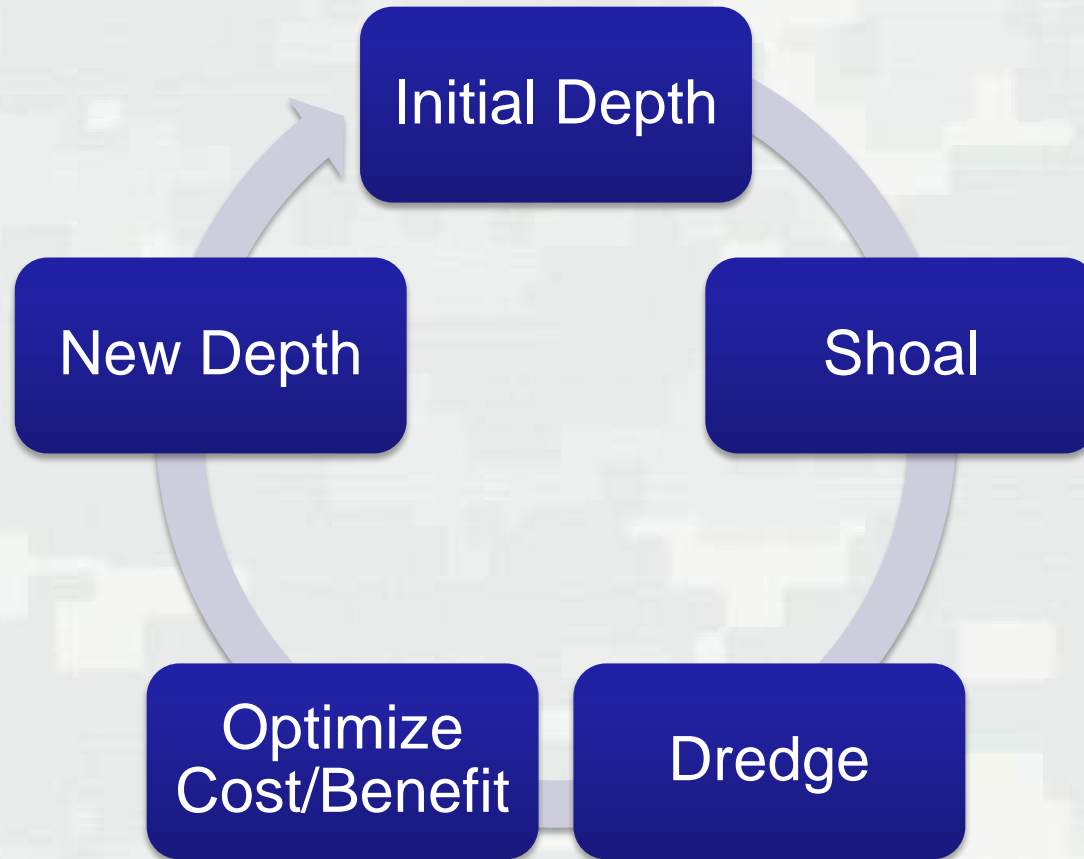 Initial Depth
Shoal
Dredge
Optimize
Cost/Benefit
New Depth